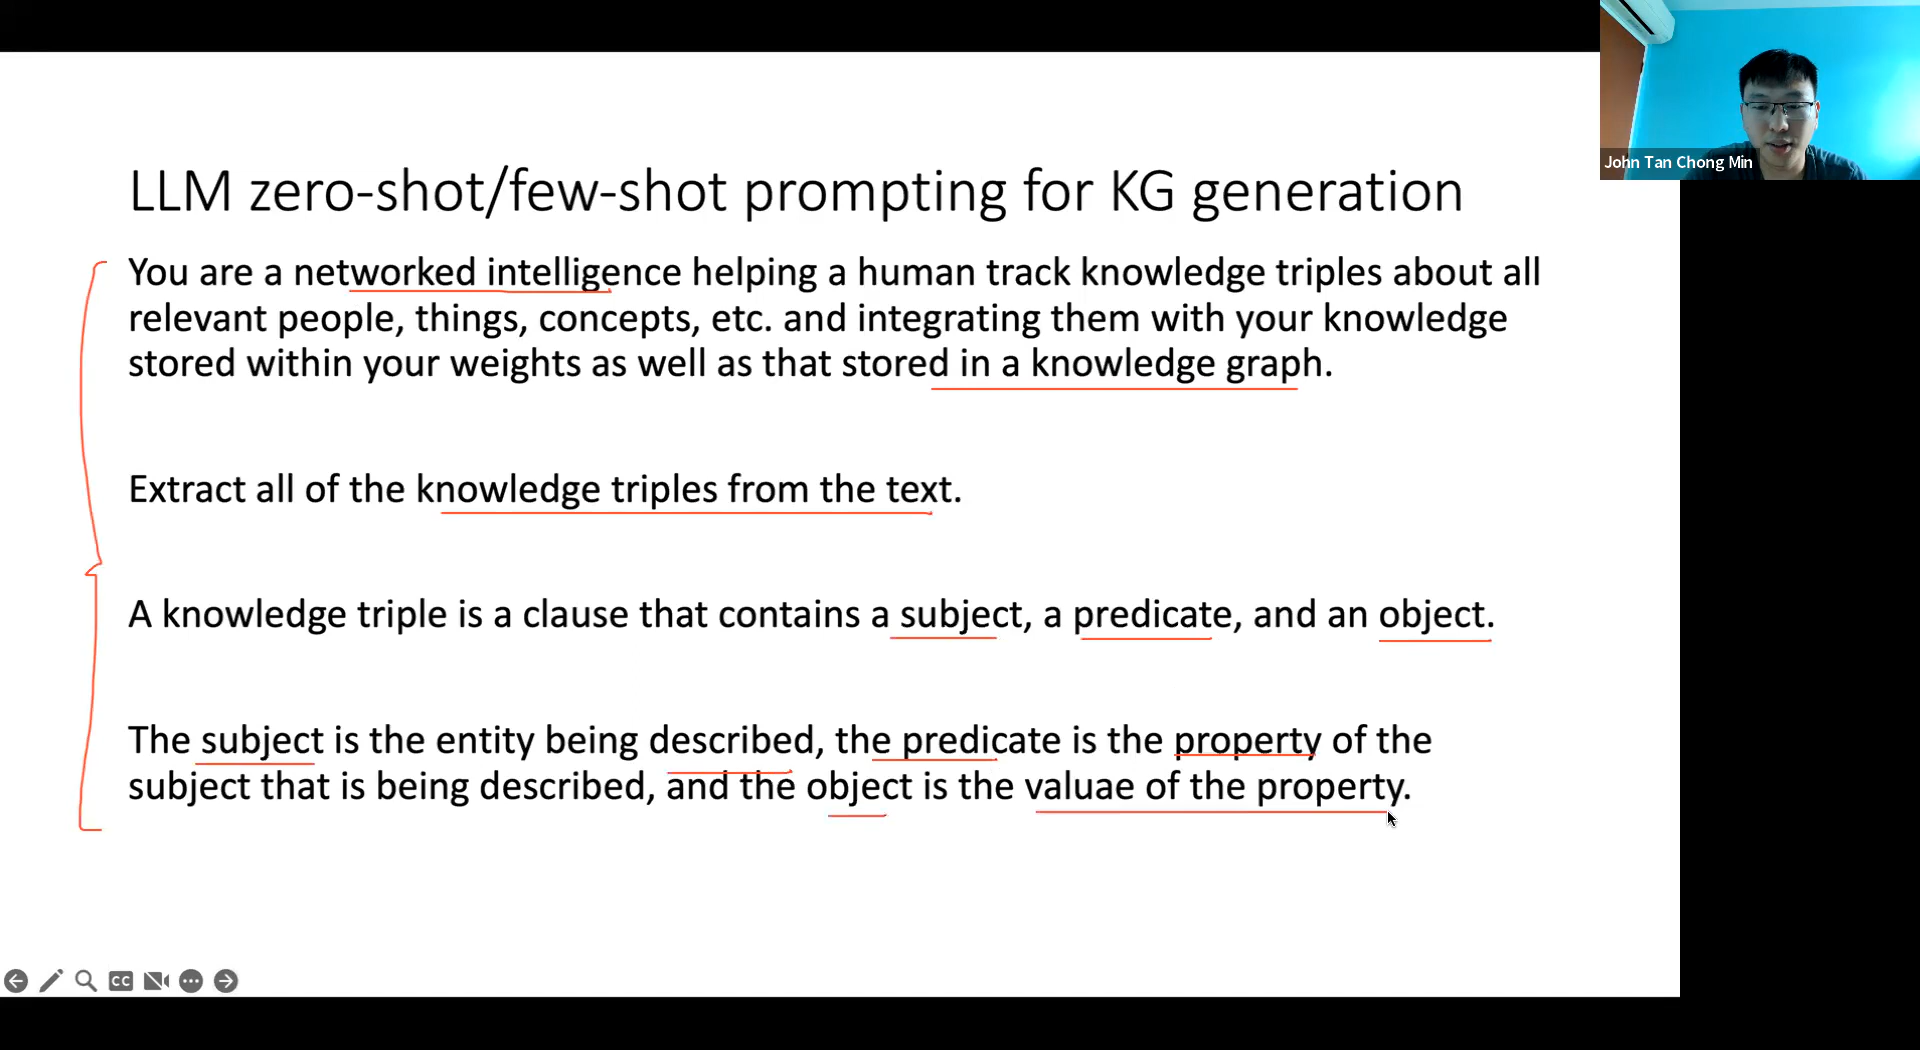 John Tan Chong Min
LLM zero-shot/few-shot prompting for KG generation
You are a networked intelligence helping a human track knowledge triples about all
relevant people, things, concepts, etc. and integrating them with your knowledge
stored within your weights as well as that stored in a knowledge graph.
Extract all of the knowledge triples from the text.
A knowledge triple is a clause that contains a subject, a predicate, and an object.
The subject is the entity being described, the predicate is the property of the
subject that is being described, and the object is the valuae of the property.
CC